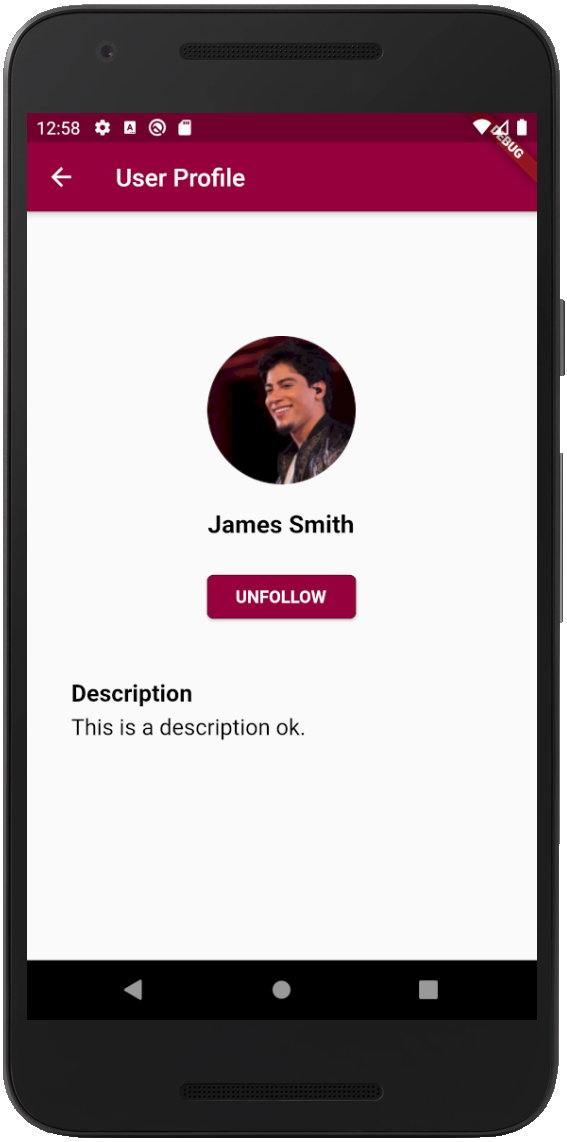 12:58
DEBUG
User Profile
James Smith
UNFOLLOW
Description
This is a description ok.